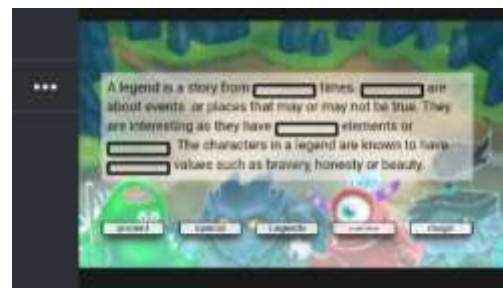 A legend is a story from times. are
about events or places that may or may not be true. They
are interesting as they have elements or
. The characters in a legend are known to have
values such as bravery, honesty or beauty.
ancient special Legends magic